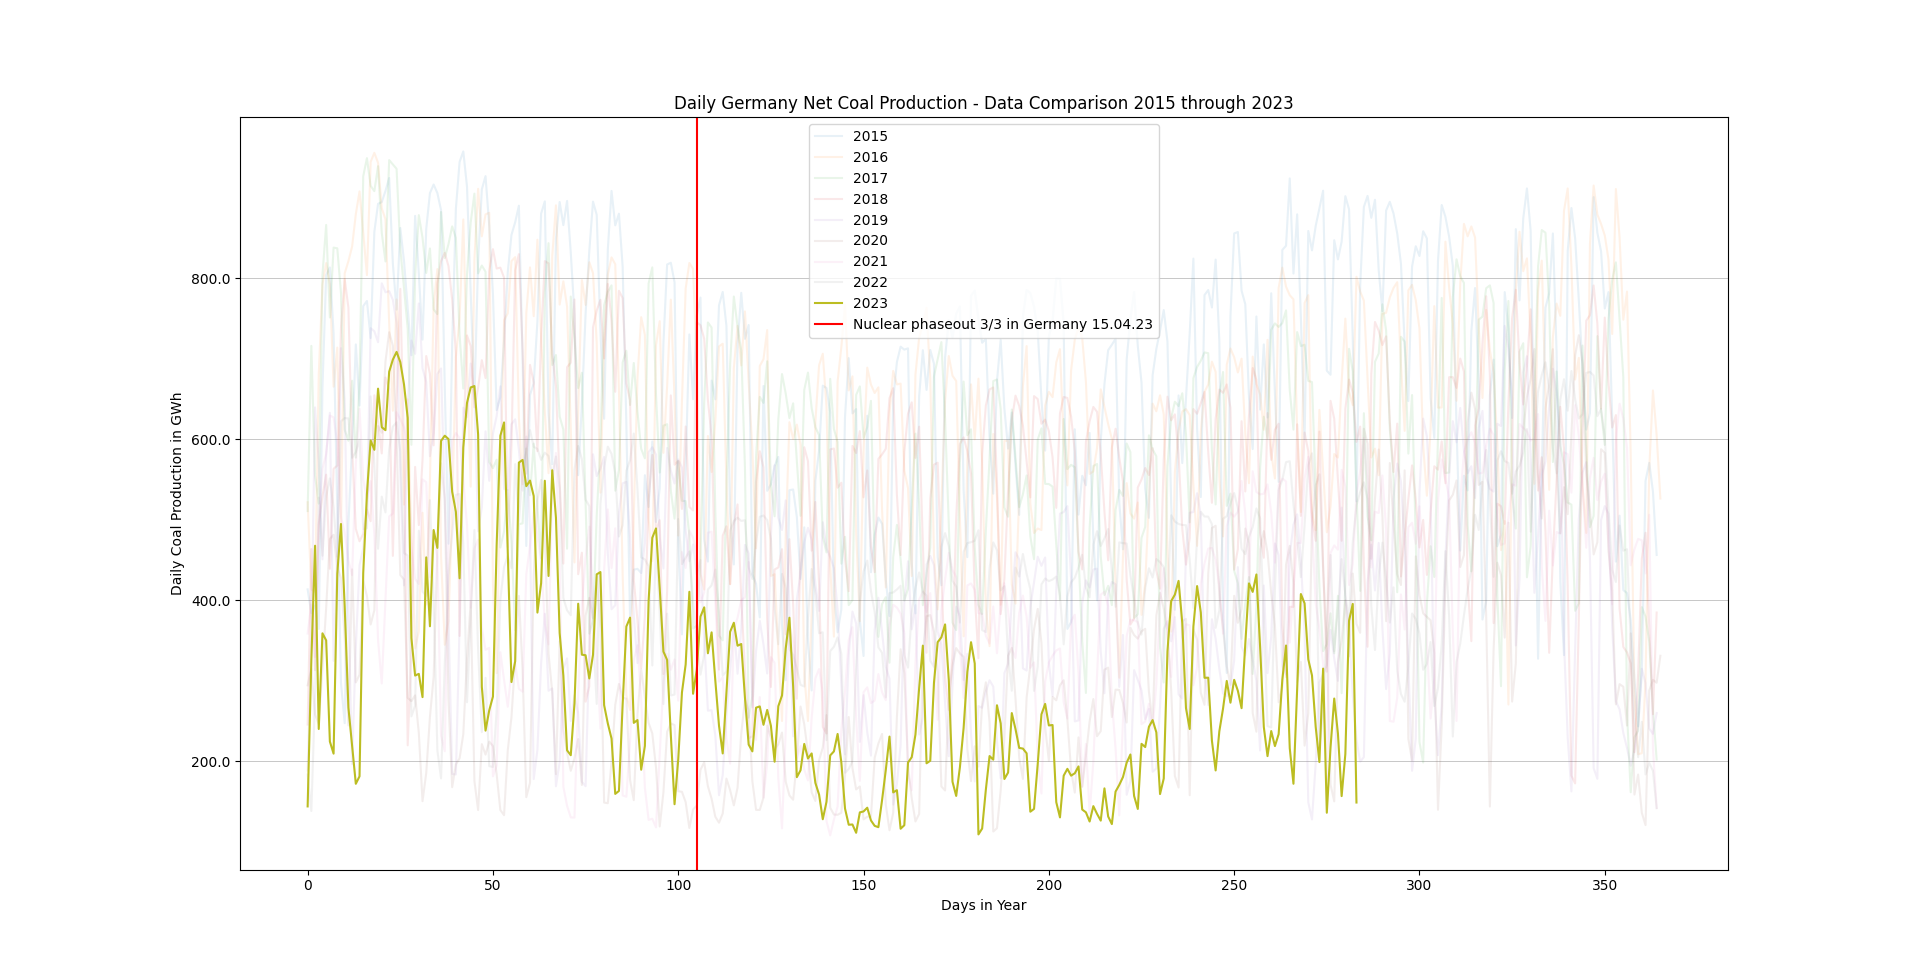 Daily Germany Net Coal Production - Data Comparison 2015 through 2023
2015
2016
2017
2018
2019
2020
2021
2022
2023
Nuclear phaseout 3/3 in Germany 15.04.23
Daily Coal Production in GWh
800.0
600.0
400.0
200.0
0 50 100 150 200 250 300 350
Days in Year